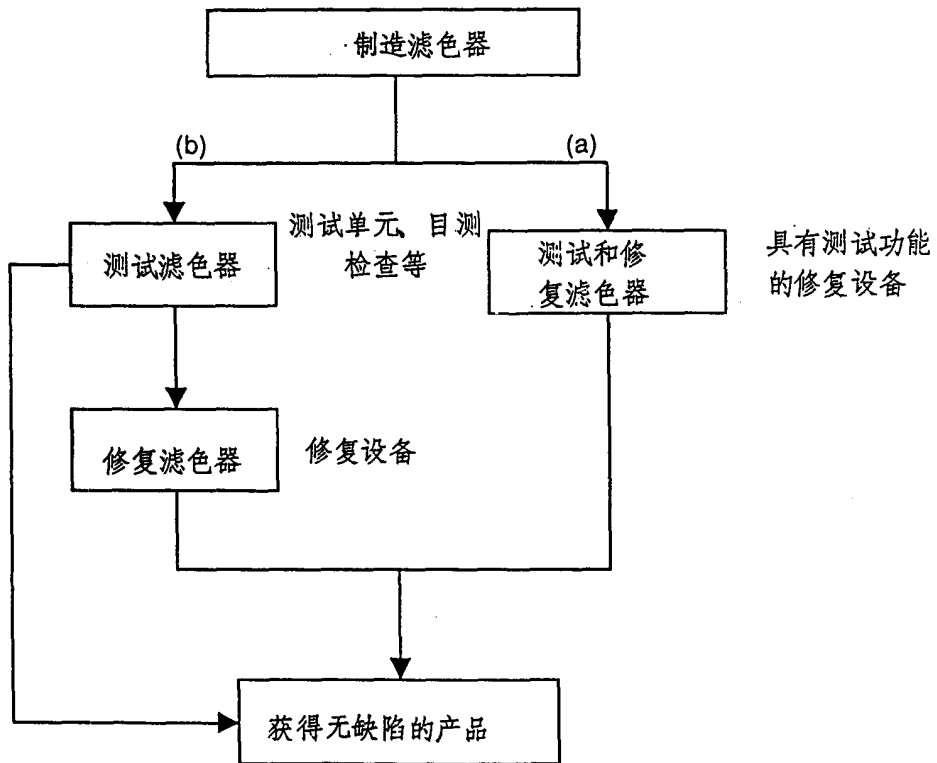 制造滤色器
(b)
(a)
测试滤色器
测试单元、目测
检查等
测试和修
复滤色器
具有测试功能
的修复设备
修复滤色器
修复设备
获得无缺陷的产品